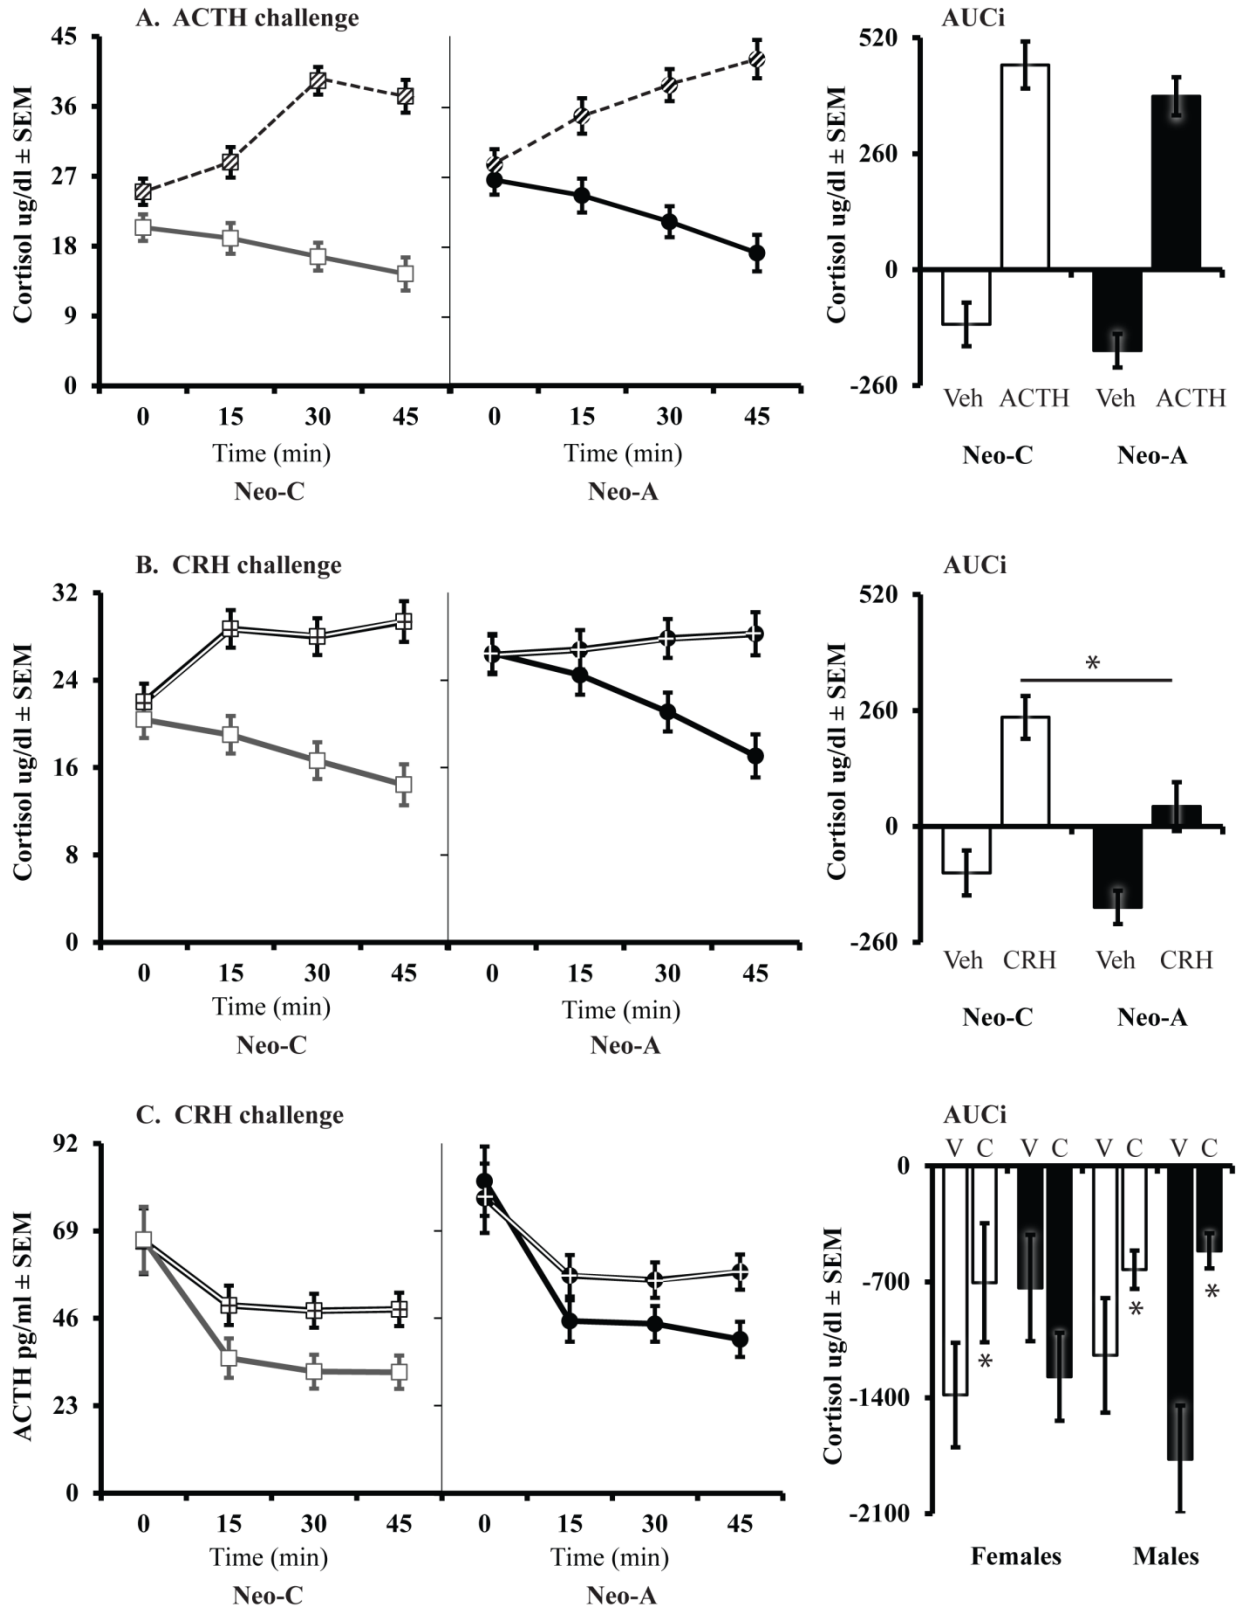 A. ACTH challenge
AUCi
Cortisol ug/dl ± SEM
45
36
27
18
9
0
0 15 30 45
0 15 30 45
Time (min)
Time (min)
Neo-C
Neo-A
Cortisol ug/dl ± SEM
520
260
0
-260
Veh ACTH Veh ACTH
Neo-C Neo-A
B. CRH challenge
AUCi
Cortisol ug/dl ± SEM
32
24
16
8
0
0 15 30 45
0 15 30 45
Time (min)
Time (min)
Neo-C
Neo-A
Cortisol ug/dl ± SEM
520
260
0
-260
*
Veh CRH Veh CRH
Neo-C Neo-A
C. CRH challenge
AUCi
ACTH pg/ml ± SEM
92
69
46
23
0
0 15 30 45
0 15 30 45
Time (min)
Time (min)
Neo-C
Neo-A
Cortisol ug/dl ± SEM
V C V C V C V C
0
-700
-1400
-2100
* * *
Females Males